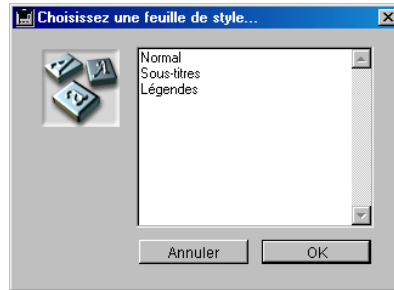 Choisissez une feuille de style...
Normal
Sous-titres
Légendes
Annuler
OK